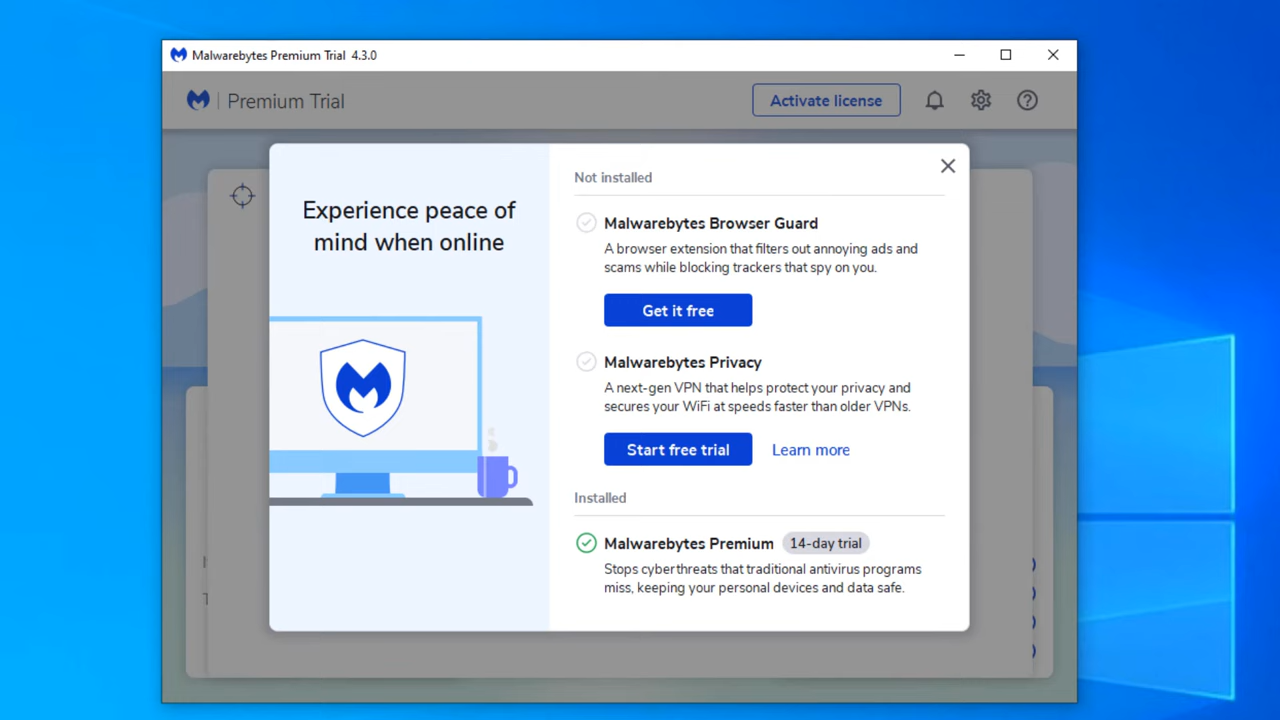 Malwarebytes Premium Trial 4.3.0
Premium Trial
Activate license
Experience peace of
mind when online
Not installed
Malwarebytes Browser Guard
A browser extension that filters out annoying ads and
scams while blocking trackers that spy on you.
Get it free
Malwarebytes Privacy
A next-gen VPN that helps protect your privacy and
secures your WiFi at speeds faster than older VPNs.
Start free trial Learn more
Installed
Malwarebytes Premium 14-day trial
Stops cyberthreats that traditional antivirus programs
miss, keeping your personal devices and data safe.